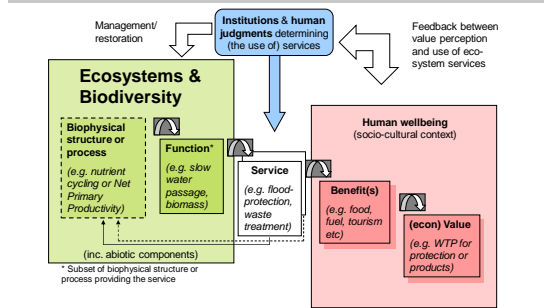 Institutions & human
judgments determining
(the use of) services
Management/
restoration
Feedback between
value perception
and use of eco-
system services
Ecosystems &
Biodiversity
Human wellbeing
(socio-cultural context)
Biophysical
structure or
process
(e.g. nutrient
cycling or Net
Primary
Productivity)
Function*
(e.g. slow
water
passage,
biomass)
Service
(e.g. flood-
protection,
waste
treatment)
Benefit(s)
(e.g. food,
fuel, tourism
etc)
(econ) Value
(e.g. WTP for
protection or
products)
(inc. abiotic components)
* Subset of biophysical structure or
process providing the service